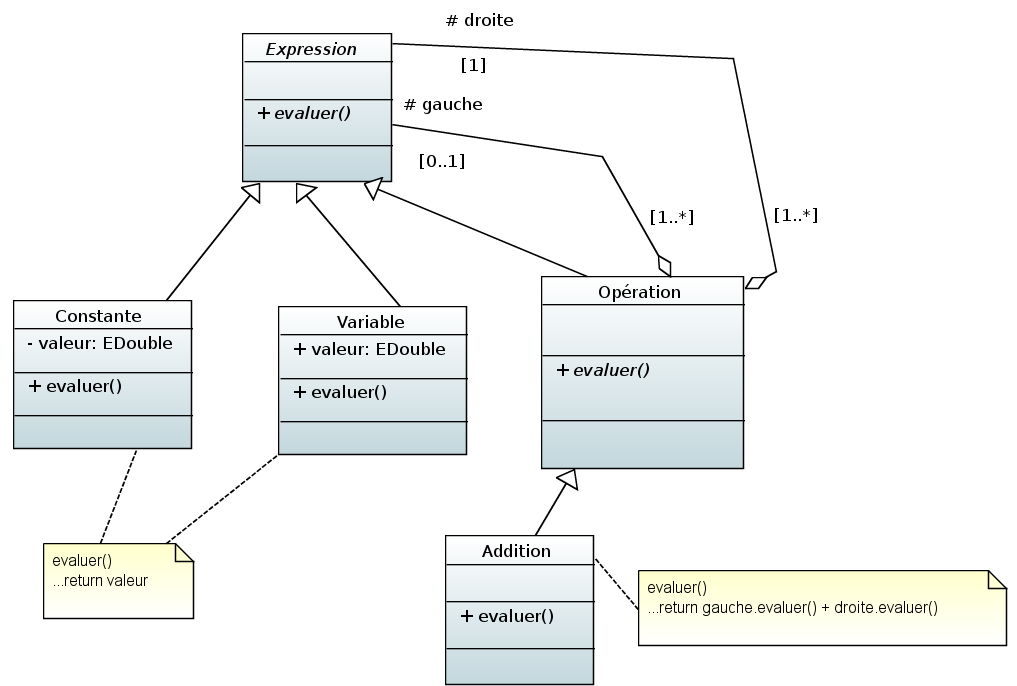 # droite
Expression
[1]
+ evaluer()
# gauche
[0..1]
[1..*]
[1..*]
Opération
+ evaluer()
Constante
- valeur: EDouble
+ evaluer()
Variable
+ valeur: EDouble
+ evaluer()
evaluer()
...return valeur
Addition
+ evaluer()
evaluer()
...return gauche.evaluer() + droite.evaluer()